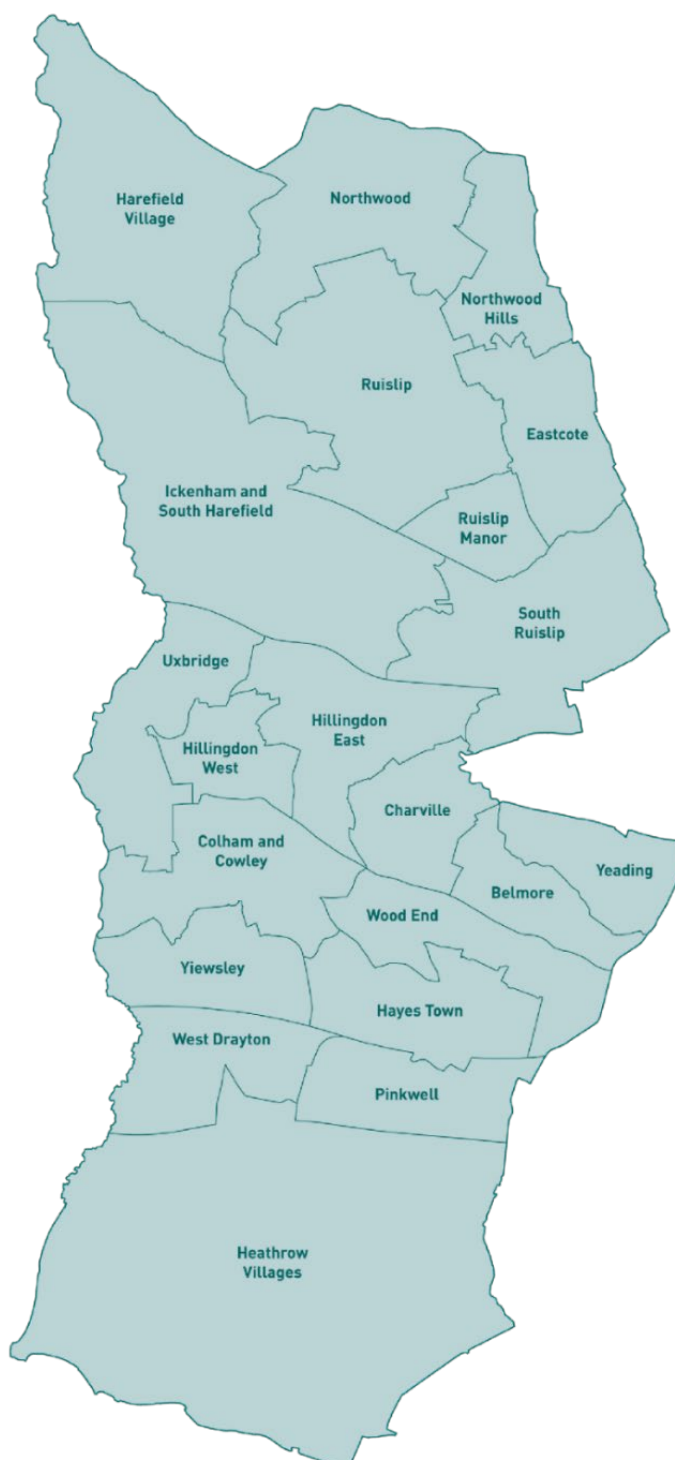 Harefield
Village
Northwood
Northwood
Hills
Ruislip
Eastcote
Ickenham and
South Harefield
Ruislip
Manor
South
Ruislip
Uxbridge
Hillingdon
East
Hillingdon
West
Charville
Colham and
Cowley
Yeading
Belmore
Wood End
Yiewsley
Hayes Town
West Drayton
Pinkwell
Heathrow
Villages